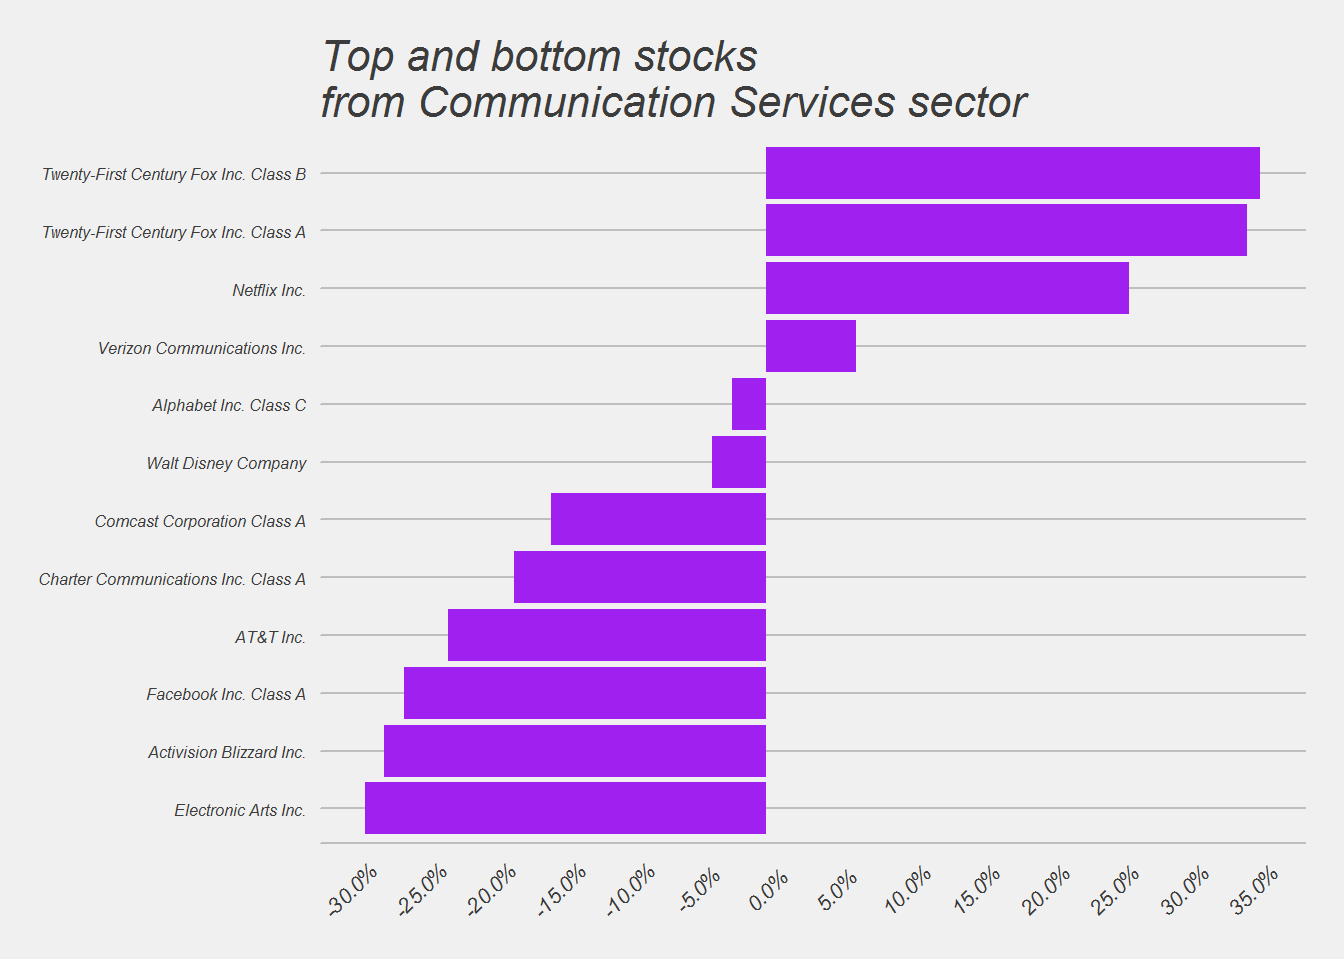 Top and bottom stocks
from Communication Services sector
Twenty-First Century Fox Inc. Class B
Twenty-First Century Fox Inc. Class A
Netflix Inc.
Verizon Communications Inc.
Alphabet Inc. Class C
Walt Disney Company
Comcast Corporation Class A
Charter Communications Inc. Class A
AT&T Inc.
Facebook Inc. Class A
Activision Blizzard Inc.
Electronic Arts Inc.
-30.0%
-25.0%
-20.0%
-15.0%
-10.0%
-5.0%
0.0%
5.0%
10.0%
15.0%
20.0%
25.0%
30.0%
35.0%